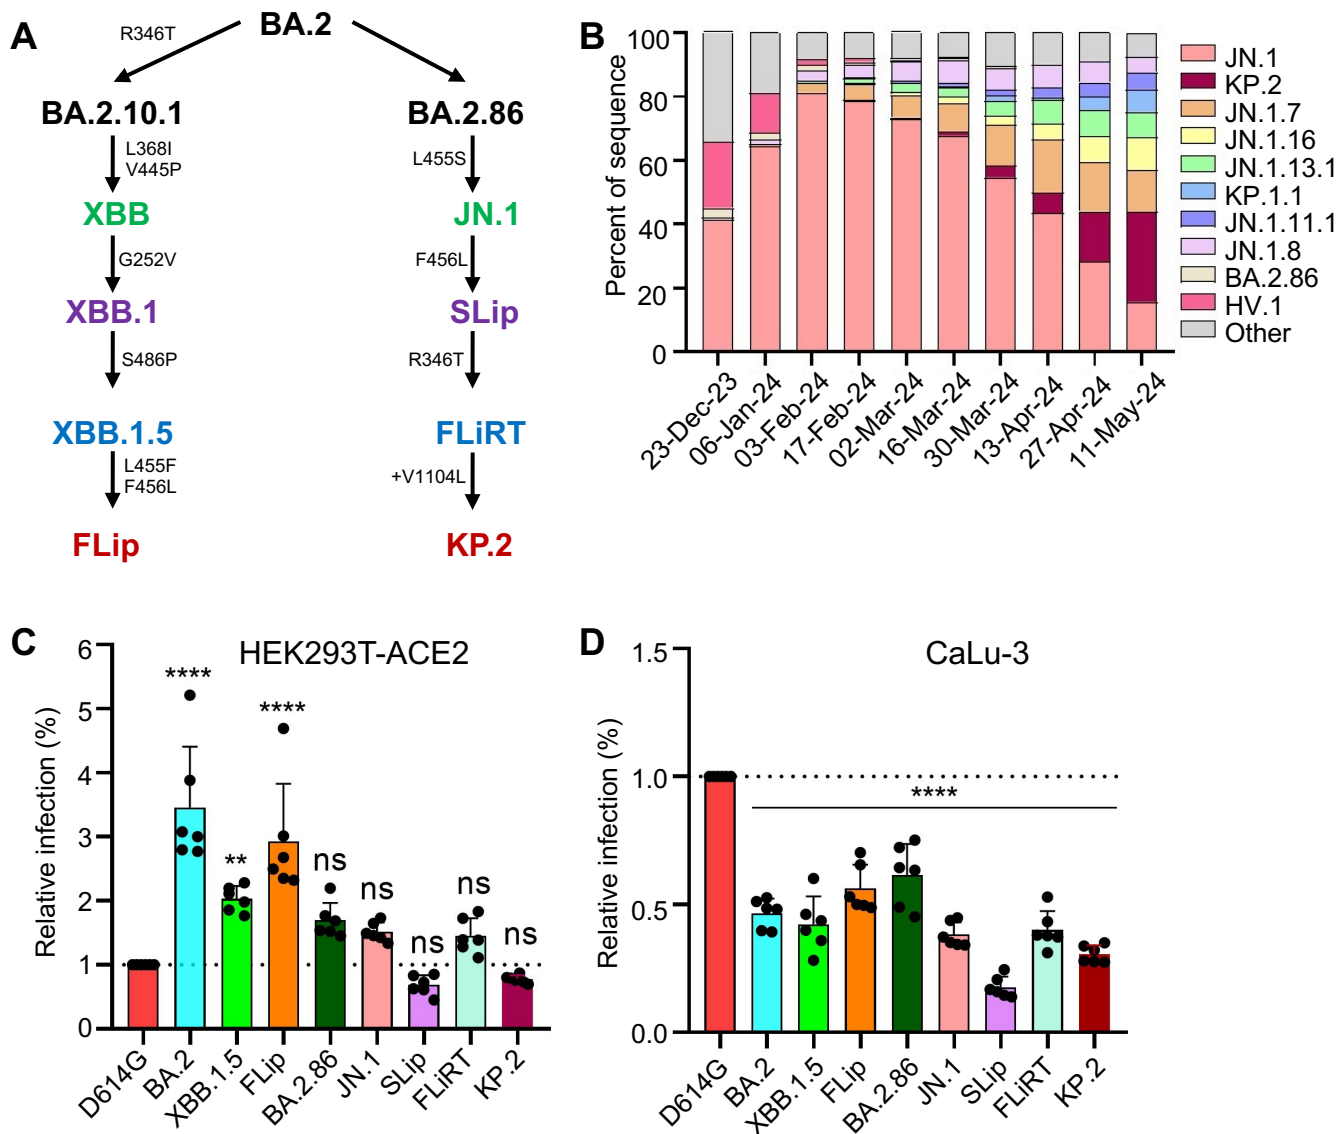 A
BA.2
R346T
BA.2.10.1
BA.2.86
L368I
V445P
L455S
XBB
JN.1
G252V
F456L
XBB.1
SLip
S486P
R346T
XBB.1.5
FLiRT
L455F
F456L
+V1104L
FLip
KP.2
B
Percent of sequence
100
80
60
40
20
0
23-Dec-23
06-Jan-24
03-Feb-24
17-Feb-24
02-Mar-24
16-Mar-24
30-Mar-24
13-Apr-24
27-Apr-24
11-May-24
JN.1
KP.2
JN.1.7
JN.1.16
JN.1.13.1
KP.1.1
JN.1.11.1
JN.1.8
BA.2.86
HV.1
Other
C
HEK293T-ACE2
Relative infection (%)
6
5
4
3
2
1
0
****
**
****
ns
ns
ns
ns
ns
D614G
BA.2
XBB.1.5
FLip
BA.2.86
JN.1
SLip
FLiRT
KP.2
D
CaLu-3
Relative infection (%)
1.5
1.0
0.5
0.0
****
D614G
BA.2
XBB.1.5
FLip
BA.2.86
JN.1
SLip
FLiRT
KP.2